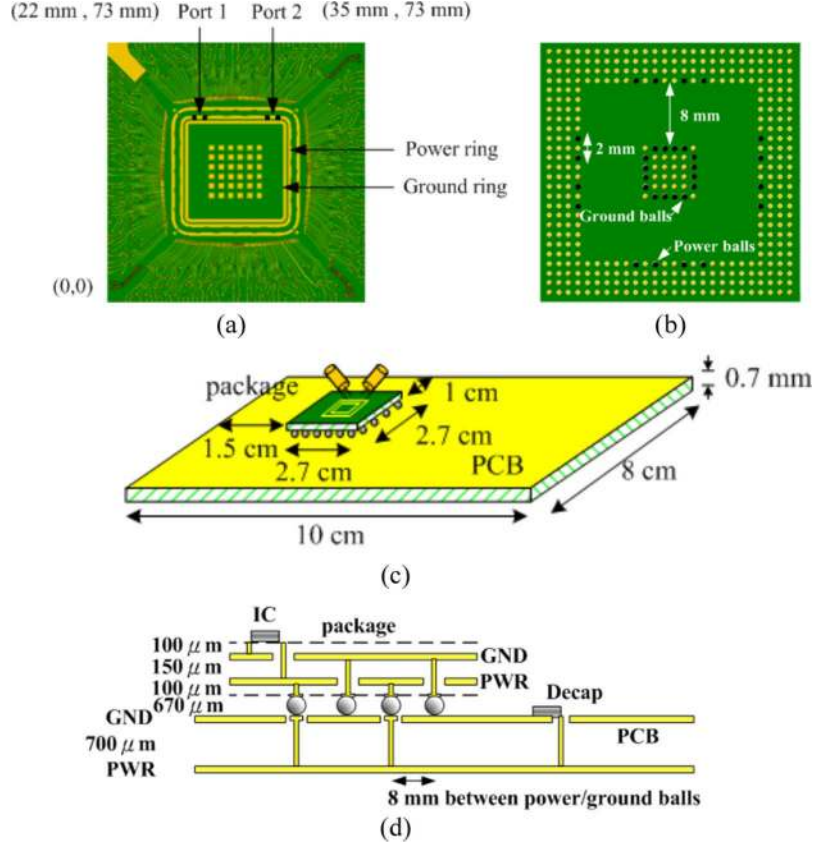 (22 mm , 73 mm) Port 1 Port 2 (35 mm, 73 mm)
Power ring
Ground ring
(0,0)
(a)
8 mm
2 mm
Ground balls
Power balls
(b)
package
1 cm
0.7 mm
1.5 cm
2.7 cm
2.7 cm
PCB
8 cm
10 cm
(c)
IC
package
100 μm
150 μm
100 μm
670 μm
GND
PWR
Decap
GND
700 μm
PWR
PCB
8 mm between power/ground balls
(d)